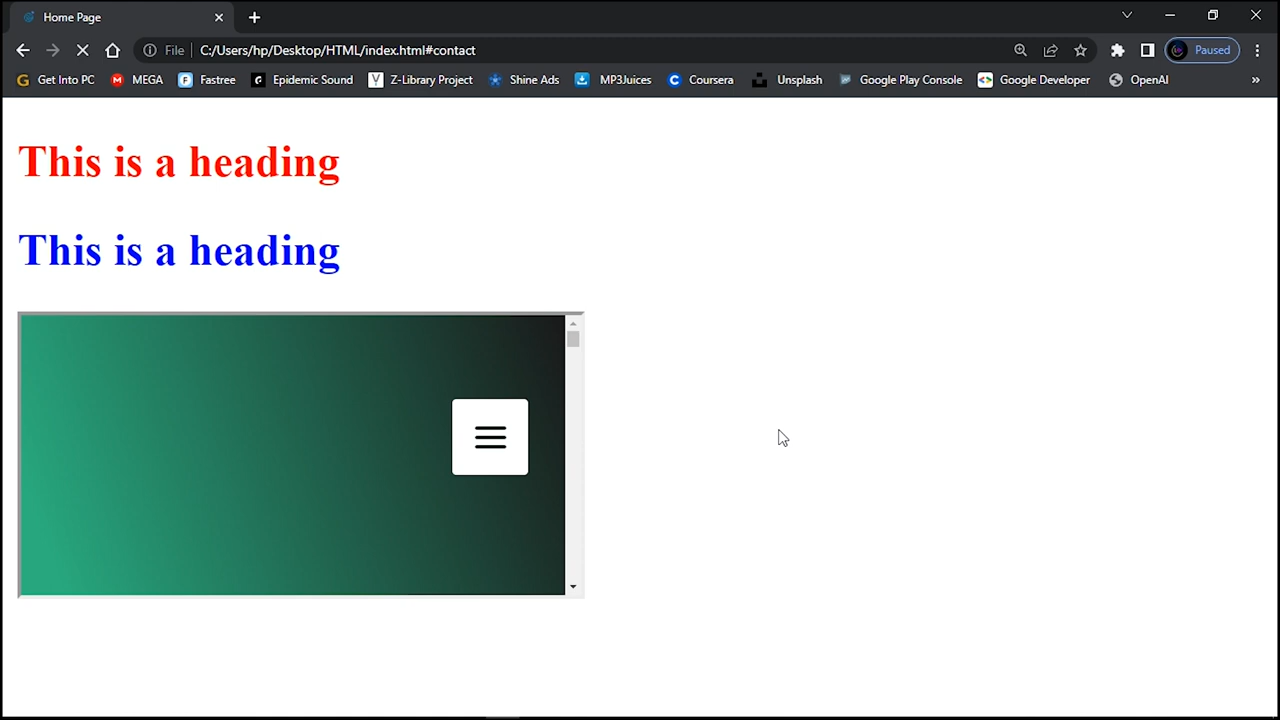 Home Page
File C:/Users/hp/Desktop/HTML/index.html#contact Paused
G Get Into PC M MEGA F Fastree Epidemic Sound V Z-Library Project Shine Ads MP3Juices C Coursera Unsplash Google Play Console Google Developer OpenAI »
This is a heading
This is a heading